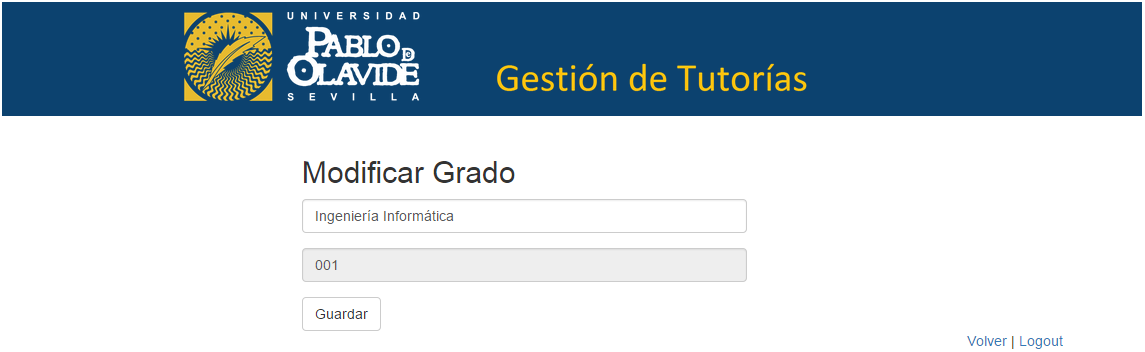 UNIVERSIDAD
PABLO DE
OLAVIDE
SEVILLA
Gestión de Tutorías
Modificar Grado
Ingeniería Informática
001
Guardar
Volver | Logout